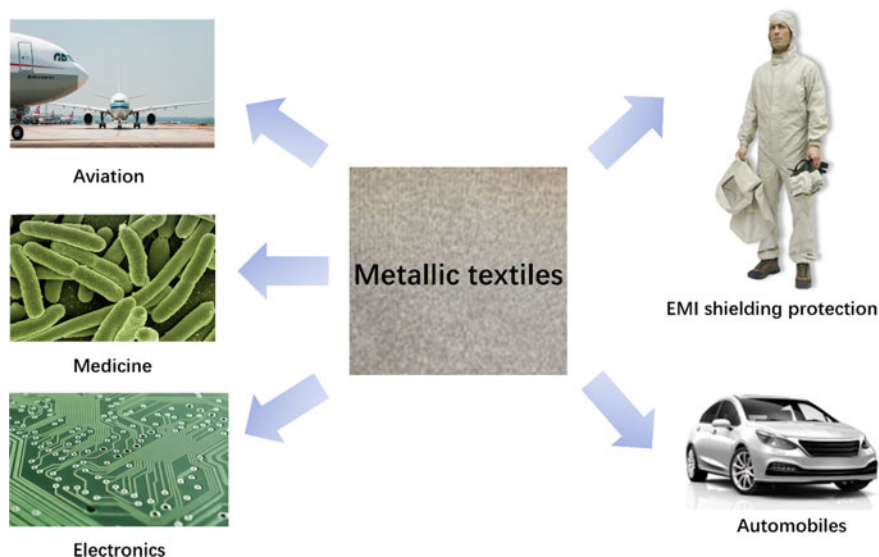 Aviation
Medicine
Electronics
Metallic textiles
EMI shielding protection
Automobiles